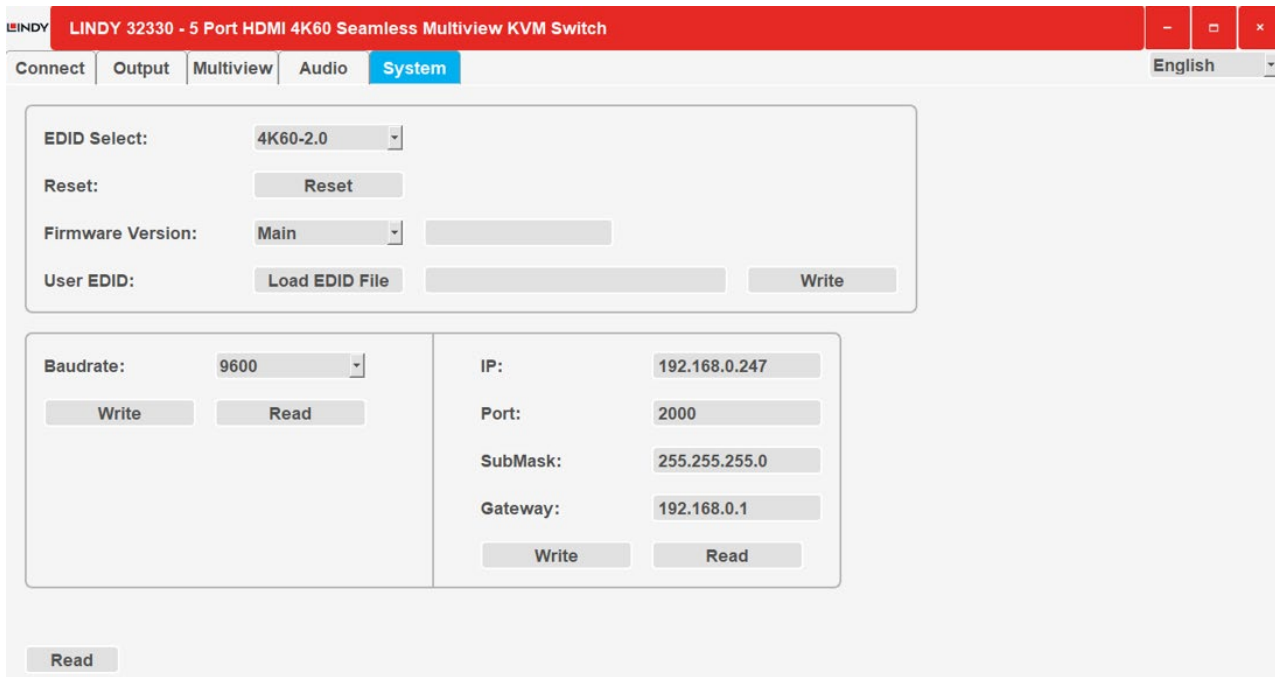 LINDY LINDY 32330 - 5 Port HDMI 4K60 Seamless Multiview KVM Switch
Connect Output Multiview Audio System English
EDID Select: 4K60-2.0
Reset: Reset
Firmware Version: Main
User EDID: Load EDID File Write
Baudrate: 9600
Write Read
IP: 192.168.0.247
Port: 2000
SubMask: 255.255.255.0
Gateway: 192.168.0.1
Write Read
Read